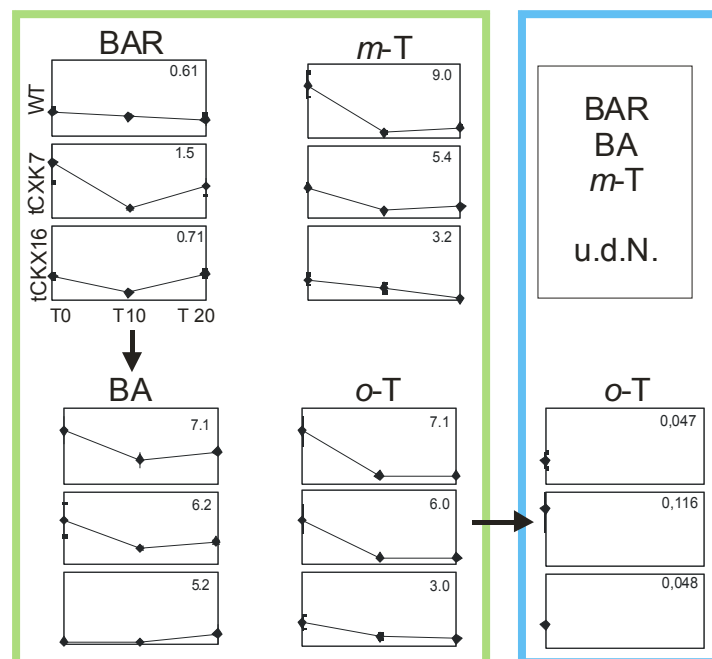 BAR
WT
0.61
tCXK7
1.5
tCKX16
0.71
T0 T10 T 20
m-T
9.0
5.4
3.2
BA
7.1
6.2
5.2
o-T
7.1
6.0
3.0
BAR
BA
m-T
u.d.N.
o-T
0,047
0,116
0,048